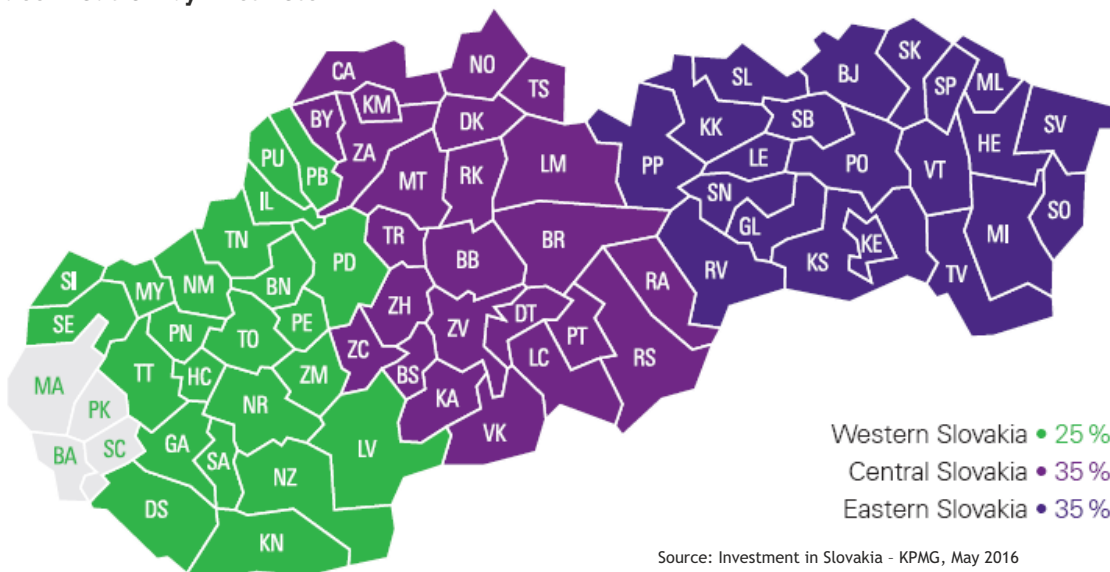 CA
NO
TS
KM
BY
DK
ZA
PU
PB
MT
RK
LM
IL
TN
TR
BB
BR
PD
SI
MY
NM
BN
ZH
SE
PN
TO
PE
ZV
DT
PT
RA
RS
ZC
LC
MA
TT
HC
ZM
BS
KA
PK
NR
VK
BA
SC
GA
SA
LV
NZ
DS
KN
SL
BJ
SK
SP
ML
SV
KK
SB
HE
PP
LE
PO
VT
SN
SO
GL
KE
MI
RV
KS
TV
Western Slovakia • 25 %
Central Slovakia • 35 %
Eastern Slovakia • 35 %
Source: Investment in Slovakia - KPMG, May 2016